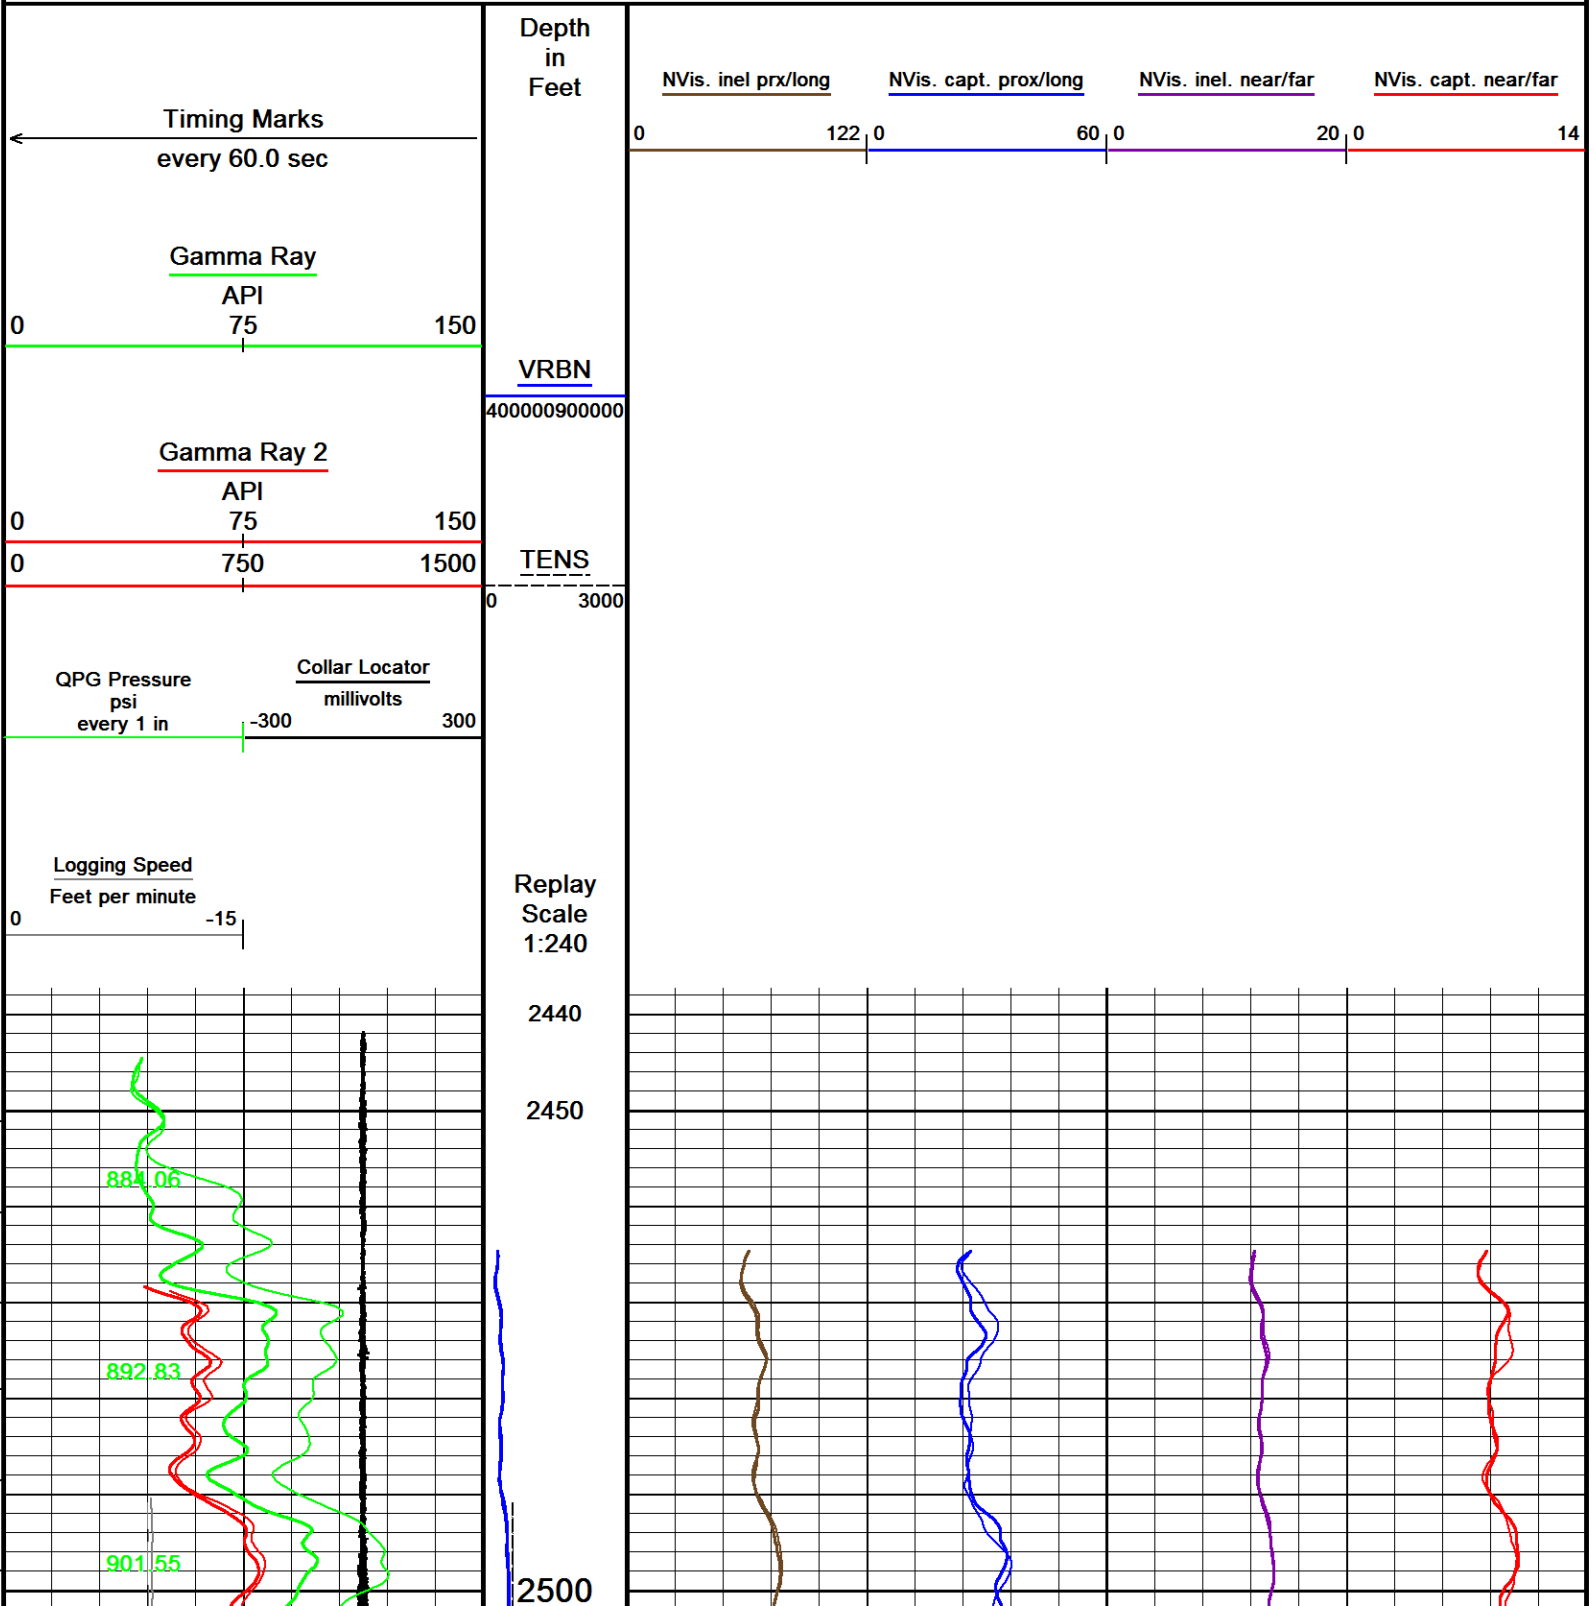 Timing Marks
every 60.0 sec
Gamma Ray
API
0 75 150
Gamma Ray 2
API
0 75 150
0 750 1500
QPG Pressure
psi
every 1 in
Collar Locator
millivolts
-300 300
Logging Speed
Feet per minute
0 -15
Depth
in
Feet
VRBN
400000900000
TENS
0 3000
Replay
Scale
1:240
NVis. inel prx/long
0 122
NVis. capt. prox/long
0 60
NVis. inel. near/far
0 20
NVis. capt. near/far
0 14
2440
2450
884.06
892.83
901.55
2500